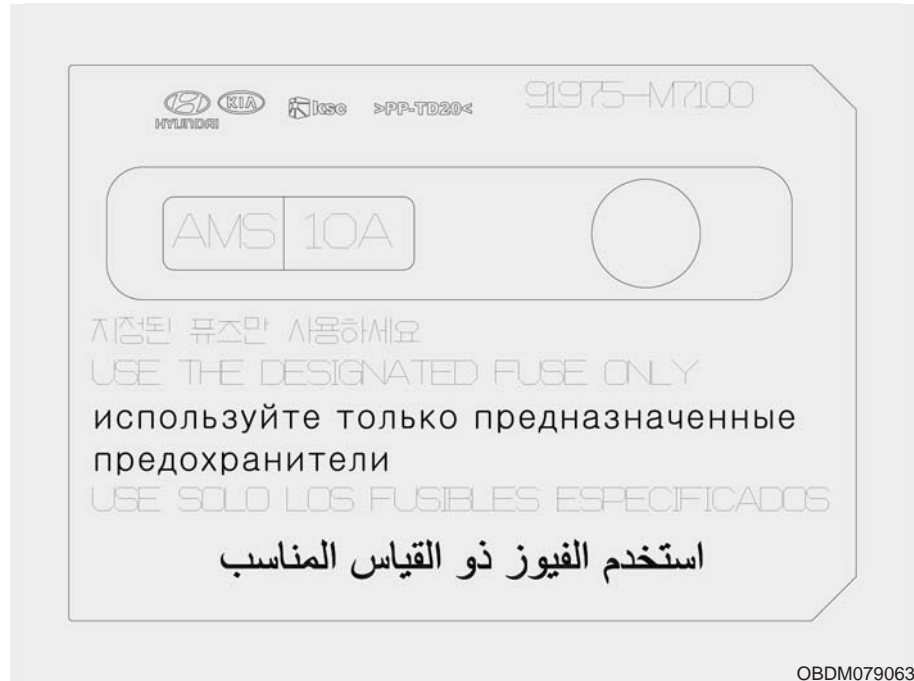 HYUNDAI KIA ksc >PP-TD20< 91975-M7100
AMS 10A
지정된 퓨즈만 사용하세요
USE THE DESIGNATED FUSE ONLY
используйте только предназначенные
предохранители
USE SOLO LOS FUSIBLES ESPECIFICADOS
استخدم الفيوز ذو القياس المناسب
OBDM079063